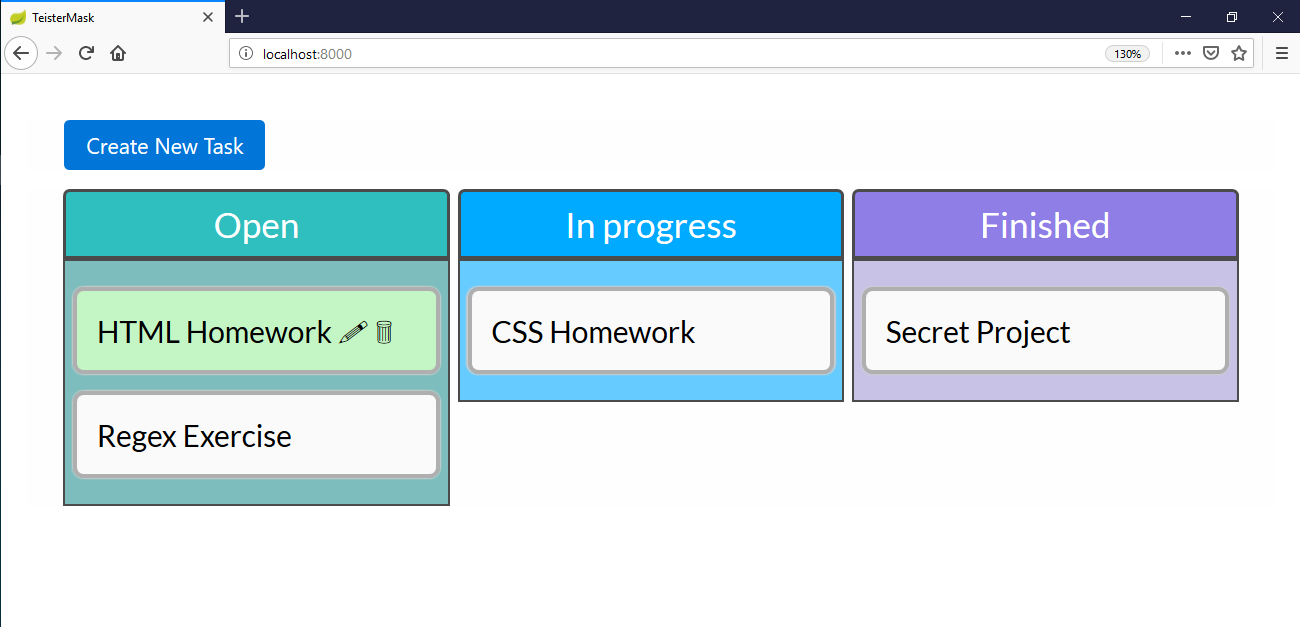 TeisterMask
localhost:8000
130%
Create New Task
Open
In progress
Finished
HTML Homework
CSS Homework
Secret Project
Regex Exercise